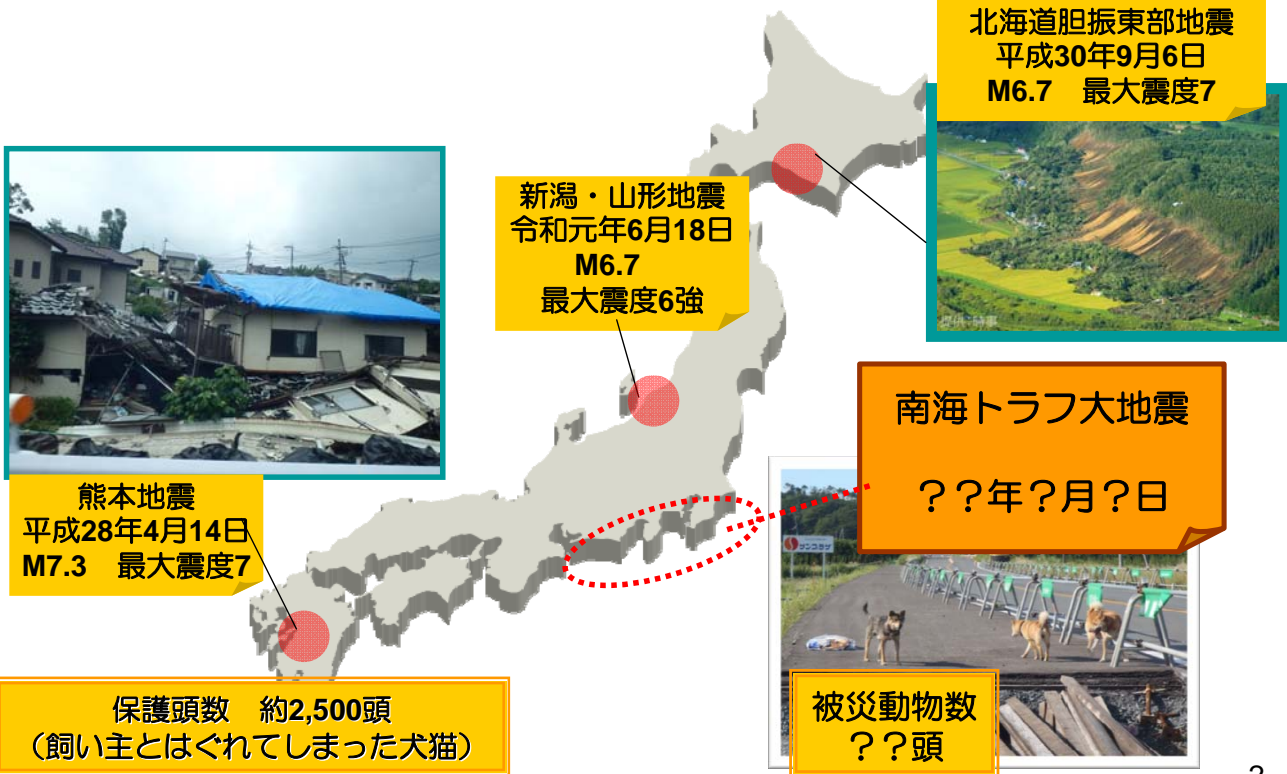 北海道胆振東部地震
平成30年9月6日
M6.7　最大震度7
提供：時事
新潟・山形地震
令和元年6月18日
M6.7
最大震度6強
熊本地震
平成28年4月14日
M7.3　最大震度7
南海トラフ大地震
？？年？月？日
保護頭数　約2,500頭
（飼い主とはぐれてしまった犬猫）
被災動物数
？？頭